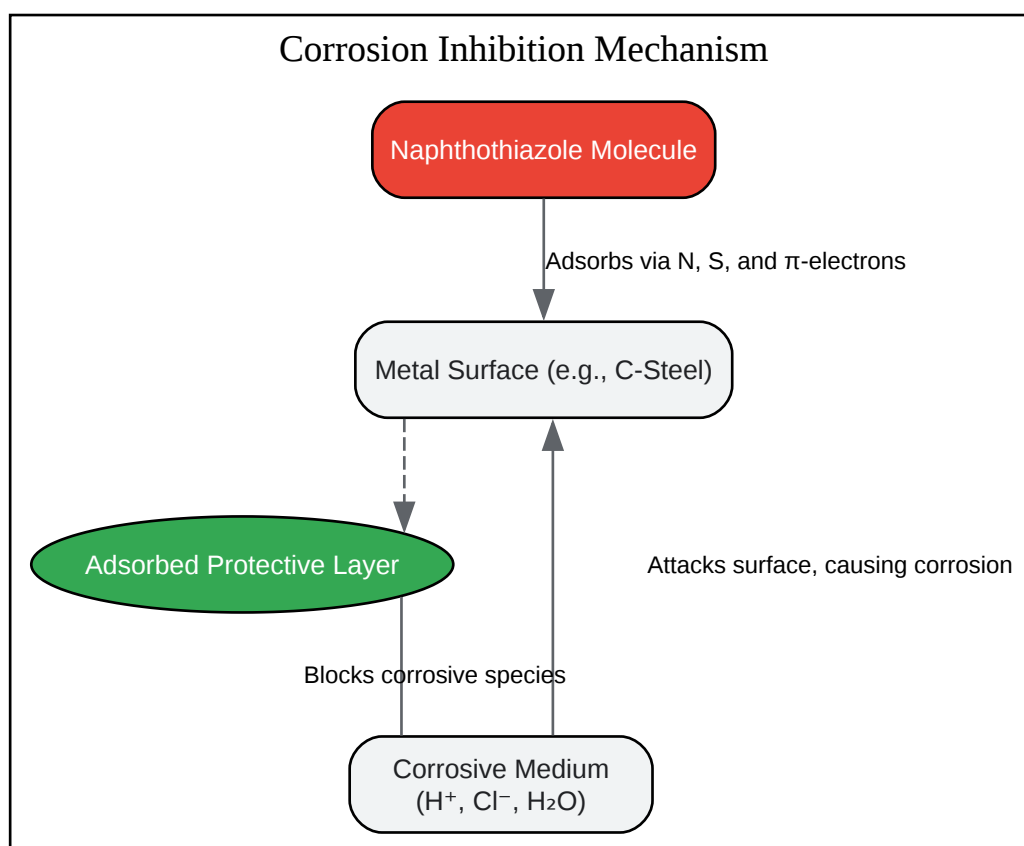 Corrosion Inhibition Mechanism
Naphthothiazole Molecule
Adsorbs via N, S, and π-electrons
Metal Surface (e.g., C-Steel)
Adsorbed Protective Layer
Attacks surface, causing corrosion
Blocks corrosive species
Corrosive Medium
(H⁺, Cl⁻, H₂O)